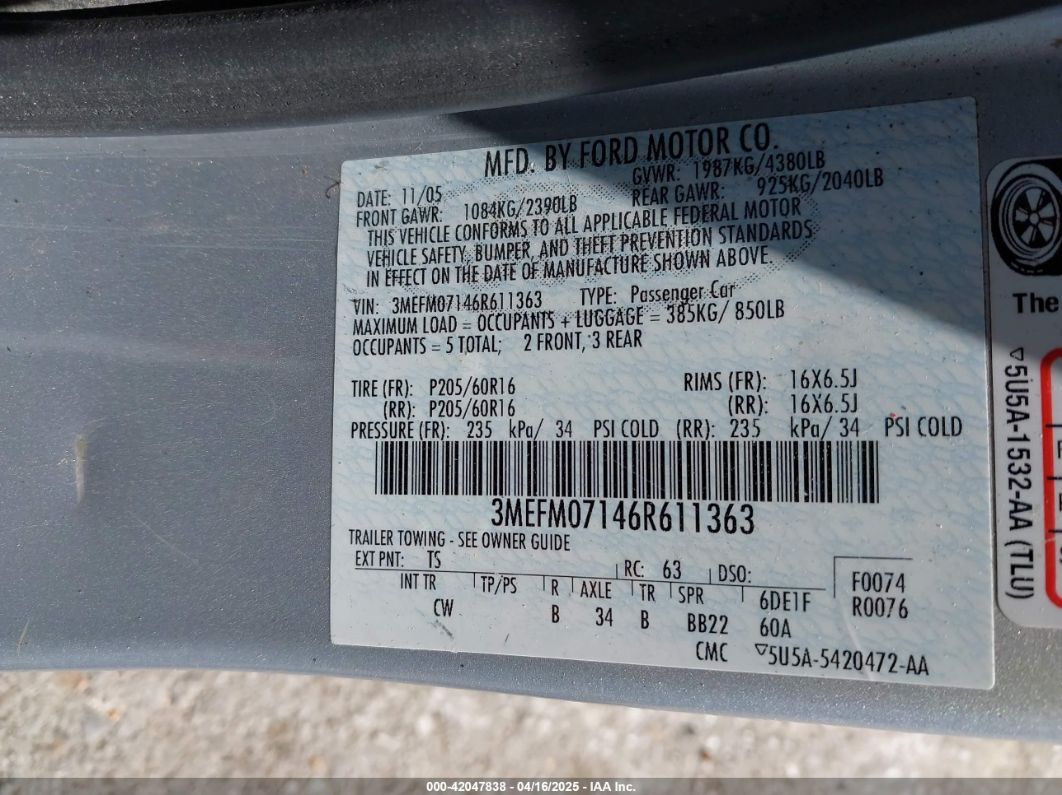 MFD. BY FORD MOTOR CO.
DATE: 11/05 GVWR: 1987KG/4380LB
FRONT GAWR: 1084KG/2390LB REAR GAWR: 925KG/2040LB
THIS VEHICLE CONFORMS TO ALL APPLICABLE FEDERAL MOTOR
VEHICLE SAFETY, BUMPER, AND THEFT PREVENTION STANDARDS
IN EFFECT ON THE DATE OF MANUFACTURE SHOWN ABOVE.
VIN: 3MEFM07146R611363 TYPE: Passenger Car
MAXIMUM LOAD = OCCUPANTS + LUGGAGE = 385KG/ 850LB
OCCUPANTS = 5 TOTAL; 2 FRONT, 3 REAR
TIRE (FR): P205/60R16 RIMS (FR): 16X6.5J
(RR): P205/60R16 (RR): 16X6.5J
PRESSURE (FR): 235 kPa/ 34 PSI COLD (RR): 235 kPa/ 34 PSI COLD
3MEFM07146R611363
TRAILER TOWING - SEE OWNER GUIDE
EXT PNT: TS RC: 63 DSO:
INT TR TP/PS R AXLE TR SPR 6DE1F F0074
CW B 34 B BB22 60A R0076
CMC ▽5U5A-5420472-AA
The
▽5U5A-1532-AA (TLU)
000-42047838 - 04/16/2025 - IAA Inc.